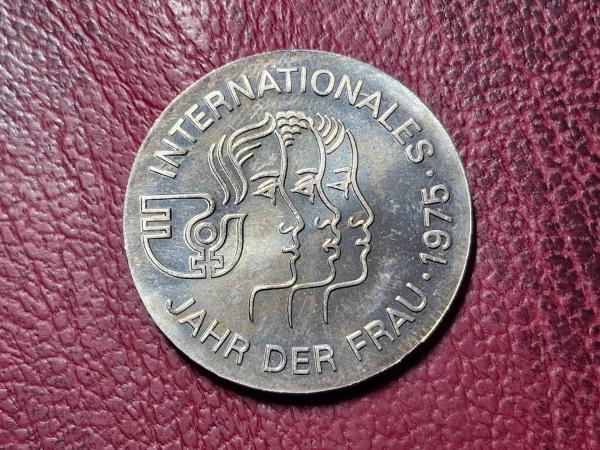 INTERNATIONALES · 1975 ·
JAHR DER FRAU